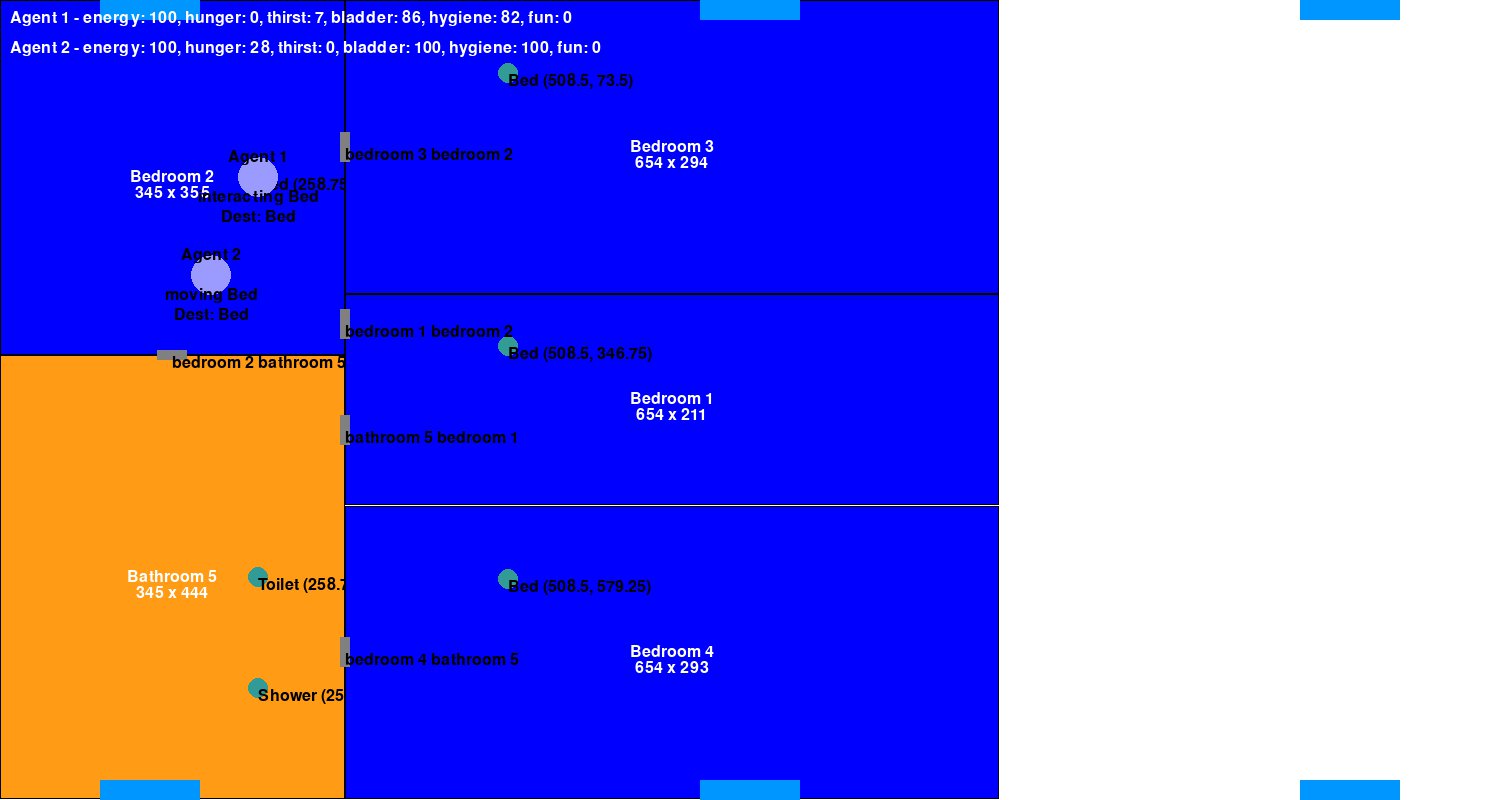 Agent 1 - energy: 100, hunger: 0, thirst: 7, bladder: 86, hygiene: 82, fun: 0
Agent 2 - energy: 100, hunger: 28, thirst: 0, bladder: 100, hygiene: 100, fun: 0
Bed (508.5, 73.5)
bedroom 3 bedroom 2
Bedroom 3
654 x 294
Agent 1
Bedroom 2
345 x 355
d (258.75
interacting Bed
Dest: Bed
Agent 2
moving Bed
Dest: Bed
bedroom 1 bedroom 2
Bed (508.5, 346.75)
bedroom 2 bathroom 5
Bedroom 1
654 x 211
bathroom 5 bedroom 1
Bathroom 5
345 x 444
Toilet (258.7
Bed (508.5, 579.25)
bedroom 4 bathroom 5
Bedroom 4
654 x 293
Shower (25